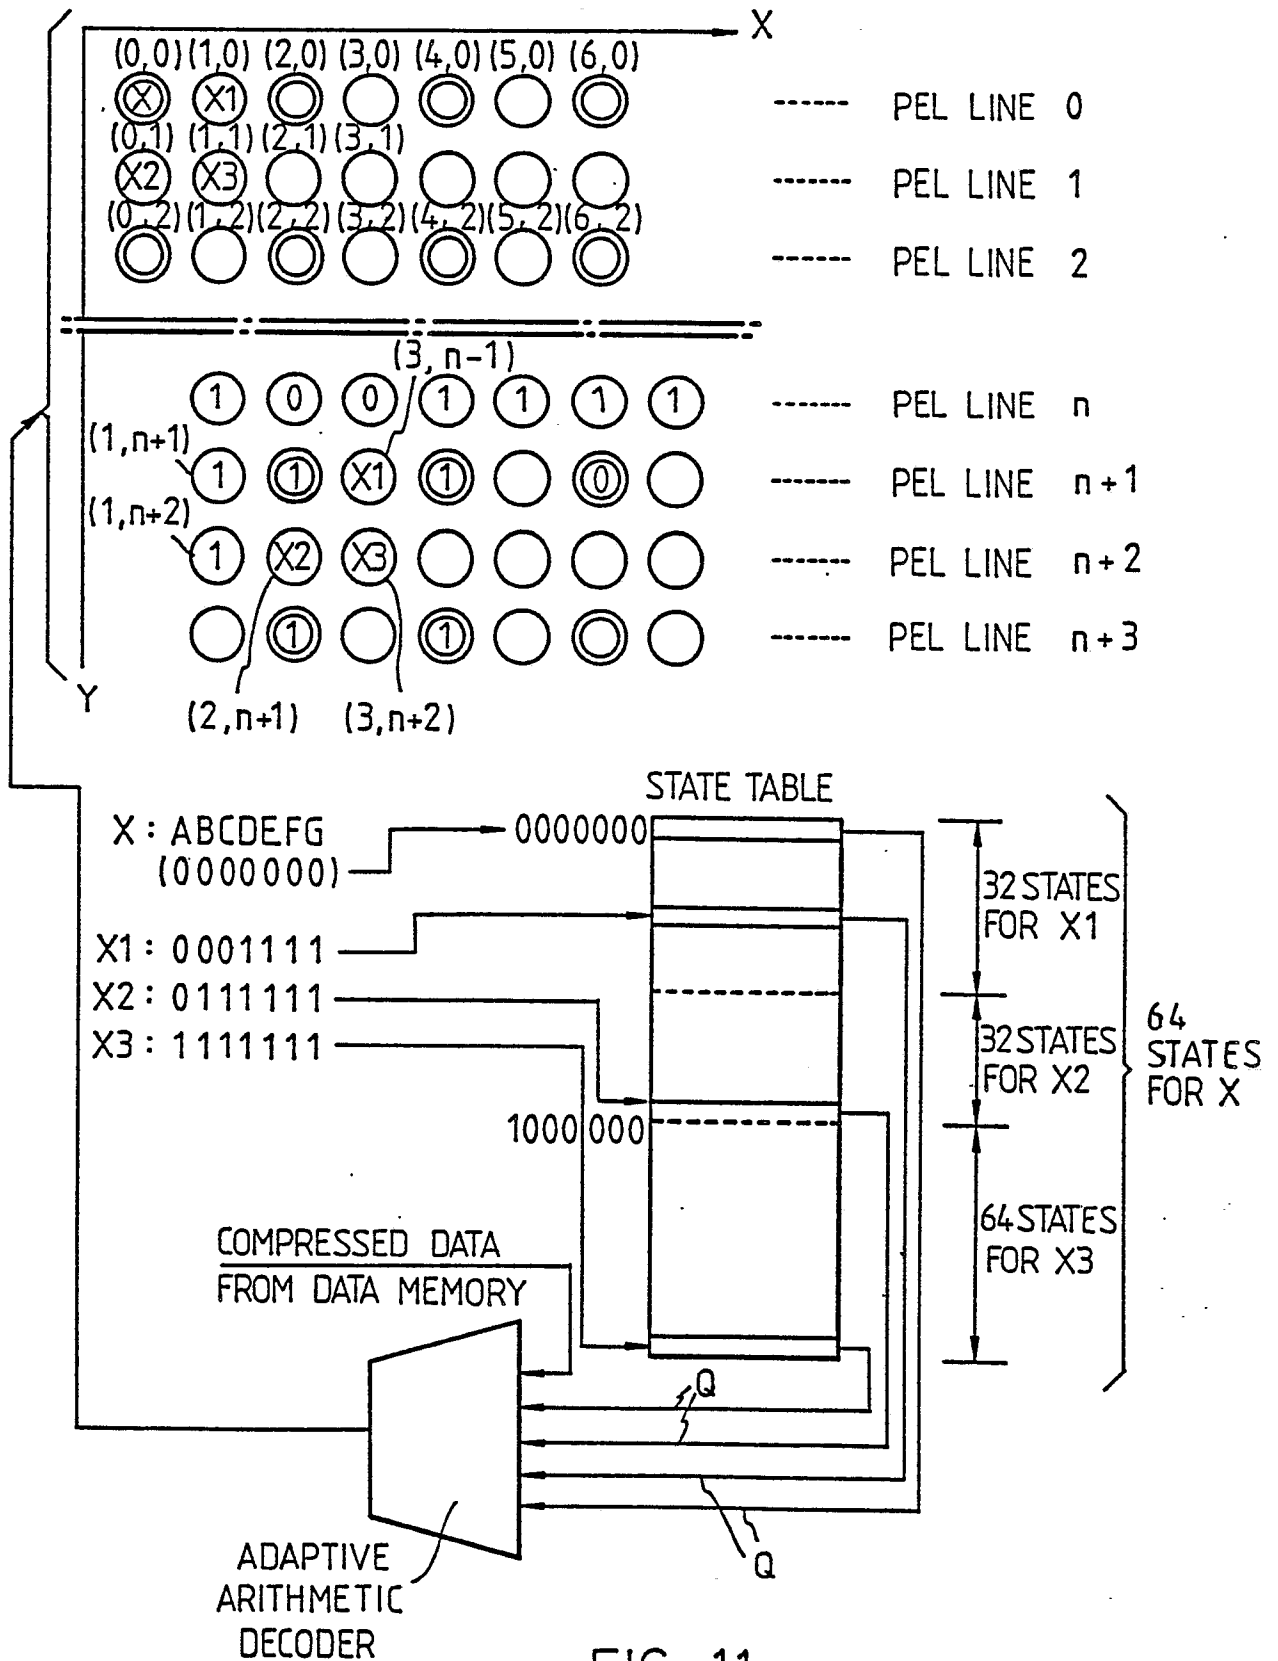 X
(0,0) (1,0) (2,0) (3,0) (4,0) (5,0) (6,0)
X X1 PEL LINE 0
(0,1) (1,1) (2,1) (3,1)
X2 X3 PEL LINE 1
(0,2) (1,2) (2,2) (3,2) (4,2) (5,2) (6,2)
PEL LINE 2
(3, n-1)
1 0 0 1 1 1 1 PEL LINE n
(1,n+1)
1 1 X1 1 0 PEL LINE n+1
(1,n+2)
1 X2 X3 PEL LINE n+2
1 1 PEL LINE n+3
Y
(2,n+1) (3,n+2)
STATE TABLE
X : ABCDEFG 0000000
(0000000)
32 STATES
FOR X1
X1 : 0001111
X2 : 0111111
X3 : 1111111
32 STATES
FOR X2
64
STATES
FOR X
1000000
64 STATES
FOR X3
COMPRESSED DATA
FROM DATA MEMORY
Q
Q
ADAPTIVE
ARITHMETIC
DECODER
FIG. 11